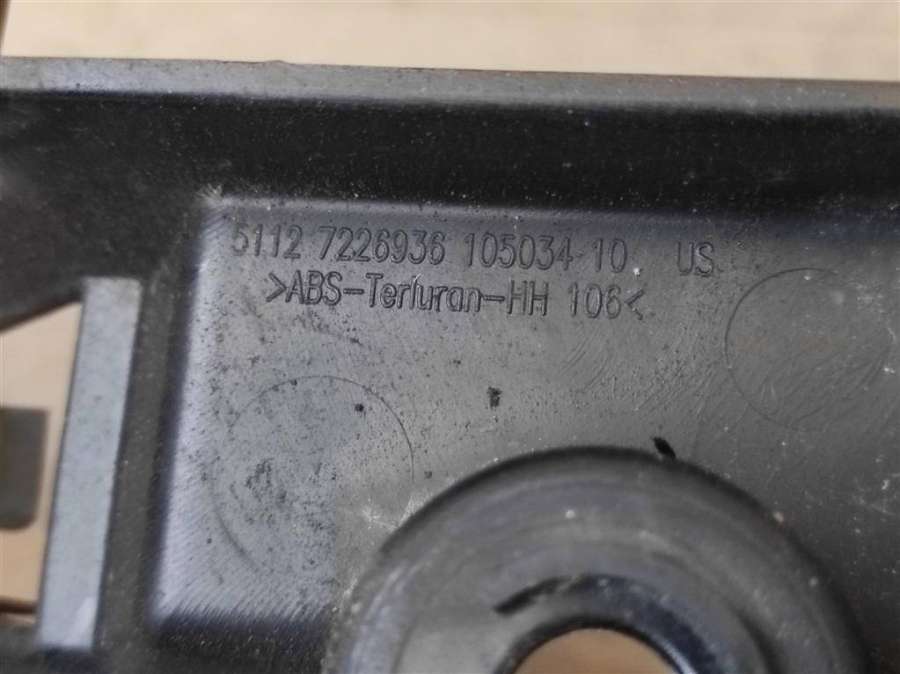 5112 7226936 105034-10 US
>ABS-Terluran-HH 106<